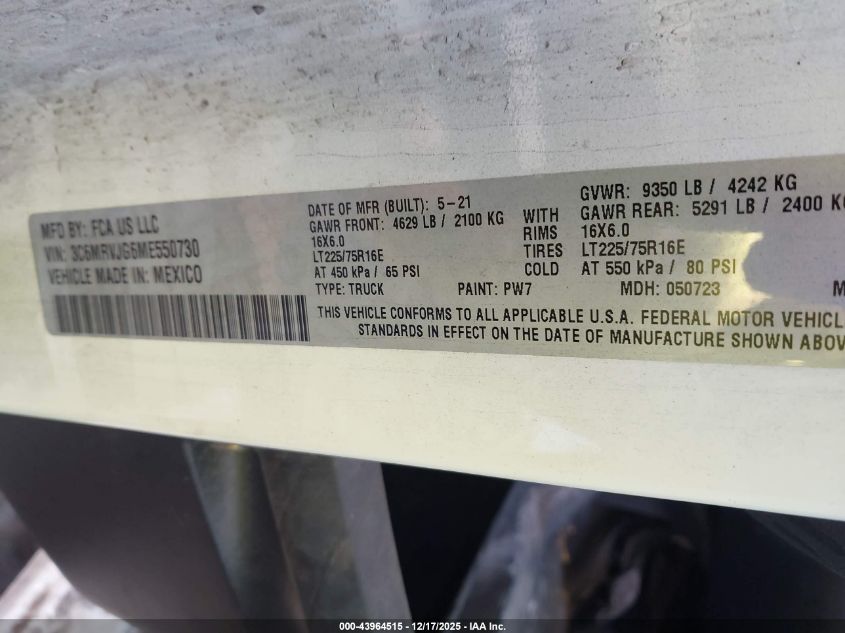 MFD BY: FCA US LLC
VIN: 3C6MRVJG6ME550730
VEHICLE MADE IN: MEXICO
DATE OF MFR (BUILT): 5-21
GAWR FRONT: 4629 LB / 2100 KG
16X6.0
LT225/75R16E
AT 450 kPa / 65 PSI
WITH
RIMS
TIRES
COLD
GVWR: 9350 LB / 4242 KG
GAWR REAR: 5291 LB / 2400
16X6.0
LT225/75R16E
AT 550 kPa / 80 PSI
TYPE: TRUCK PAINT: PW7 MDH: 050723
THIS VEHICLE CONFORMS TO ALL APPLICABLE U.S.A. FEDERAL MOTOR
STANDARDS IN EFFECT ON THE DATE OF MANUFACTURE SHOWN
000-43964515 - 12/17/2025 - IAA Inc.